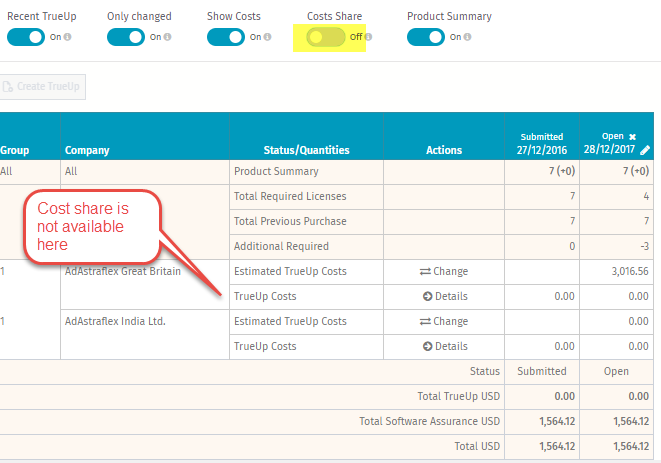 Recent TrueUp Only changed Show Costs Costs Share Product Summary
On On On Off On
Create TrueUp
Group Company Status/Quantities Actions Submitted 27/12/2016 Open 28/12/2017
All All Product Summary 7 (+0) 7 (+0)
Total Required Licenses 7 4
Total Previous Purchase 7 7
Additional Required 0 -3
Cost share is
not available
here
1 AdAstraflex Great Britain Estimated TrueUp Costs Change 3,016.56
TrueUp Costs Details 0.00 0.00
1 AdAstraflex India Ltd. Estimated TrueUp Costs Change 0.00
TrueUp Costs Details 0.00 0.00
Status Submitted Open
Total TrueUp USD 0.00 0.00
Total Software Assurance USD 1,564.12 1,564.12
Total USD 1,564.12 1,564.12